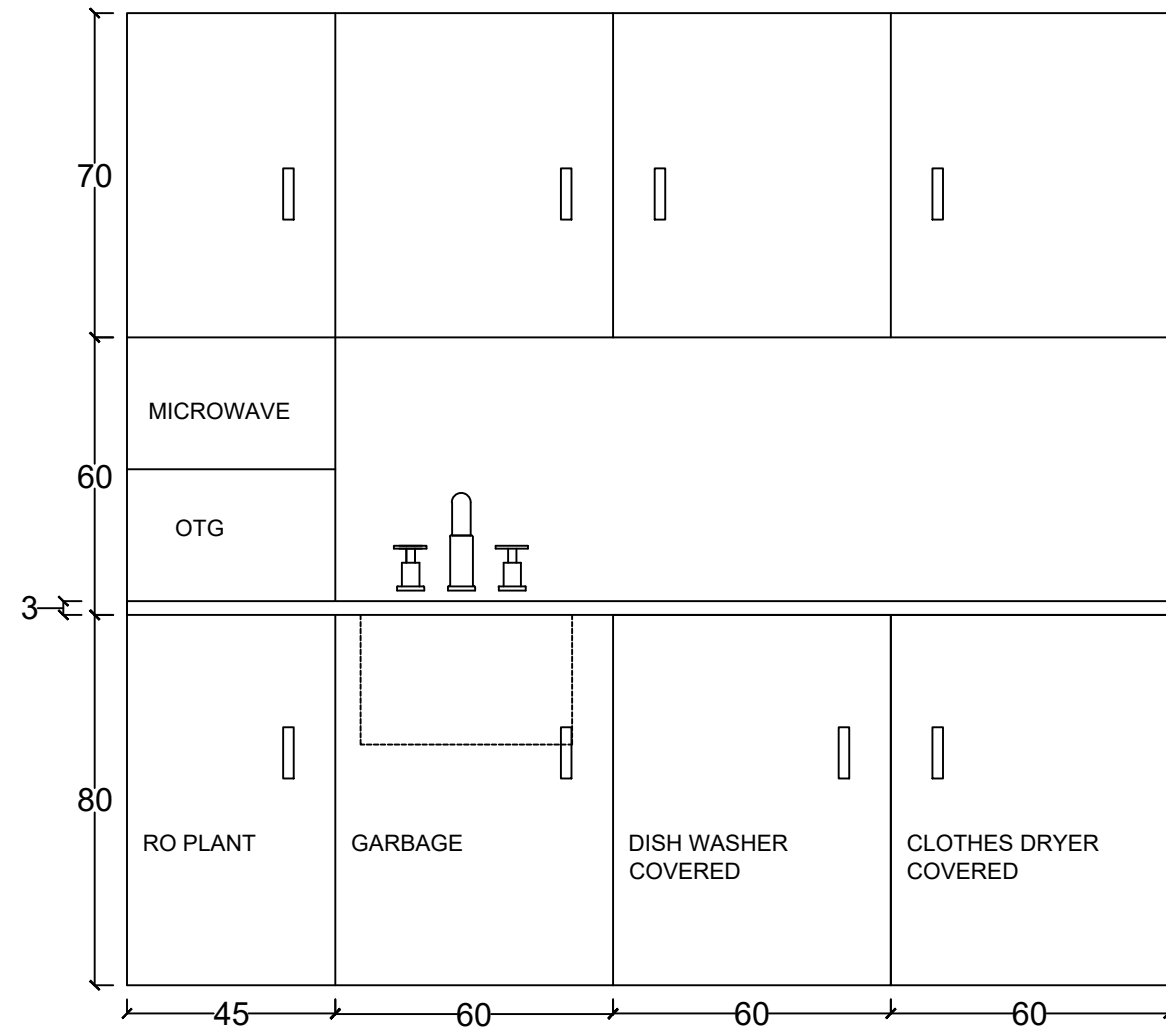 70
MICROWAVE
60
OTG
3
80
RO PLANT
GARBAGE
DISH WASHER
COVERED
CLOTHES DRYER
COVERED
45
60
60
60